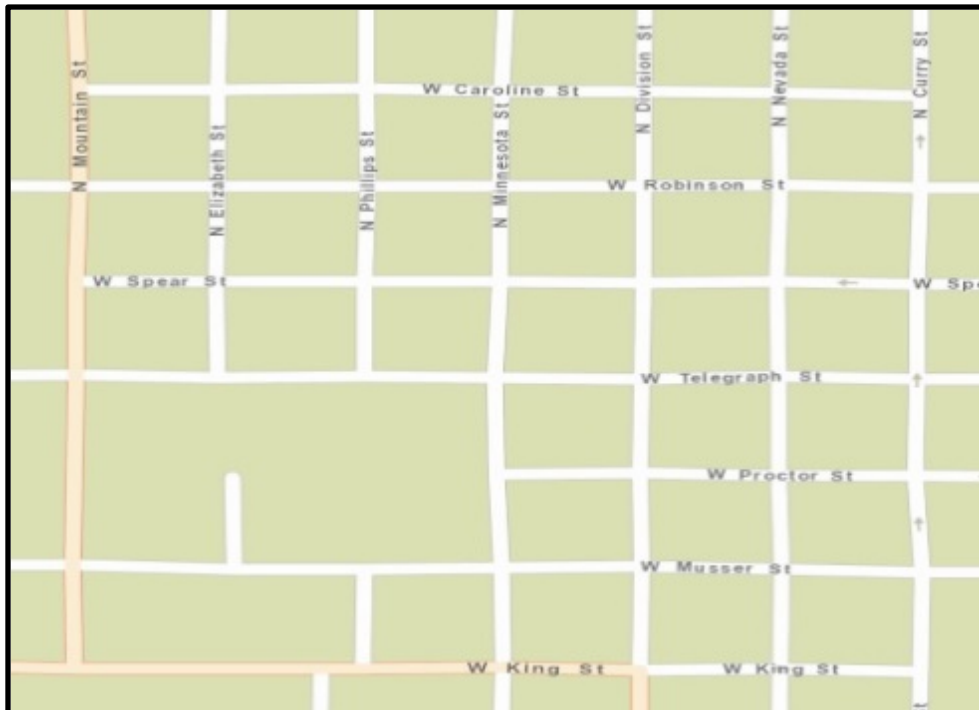 N Mountain St
N Elizabeth St
N Phillips St
N Minnesota St
N Division St
N Nevada St
N Curry St
W Caroline St
W Robinson St
W Spear St
W Spe
W Telegraph St
W Proctor St
W Musser St
W King St
W King St
t